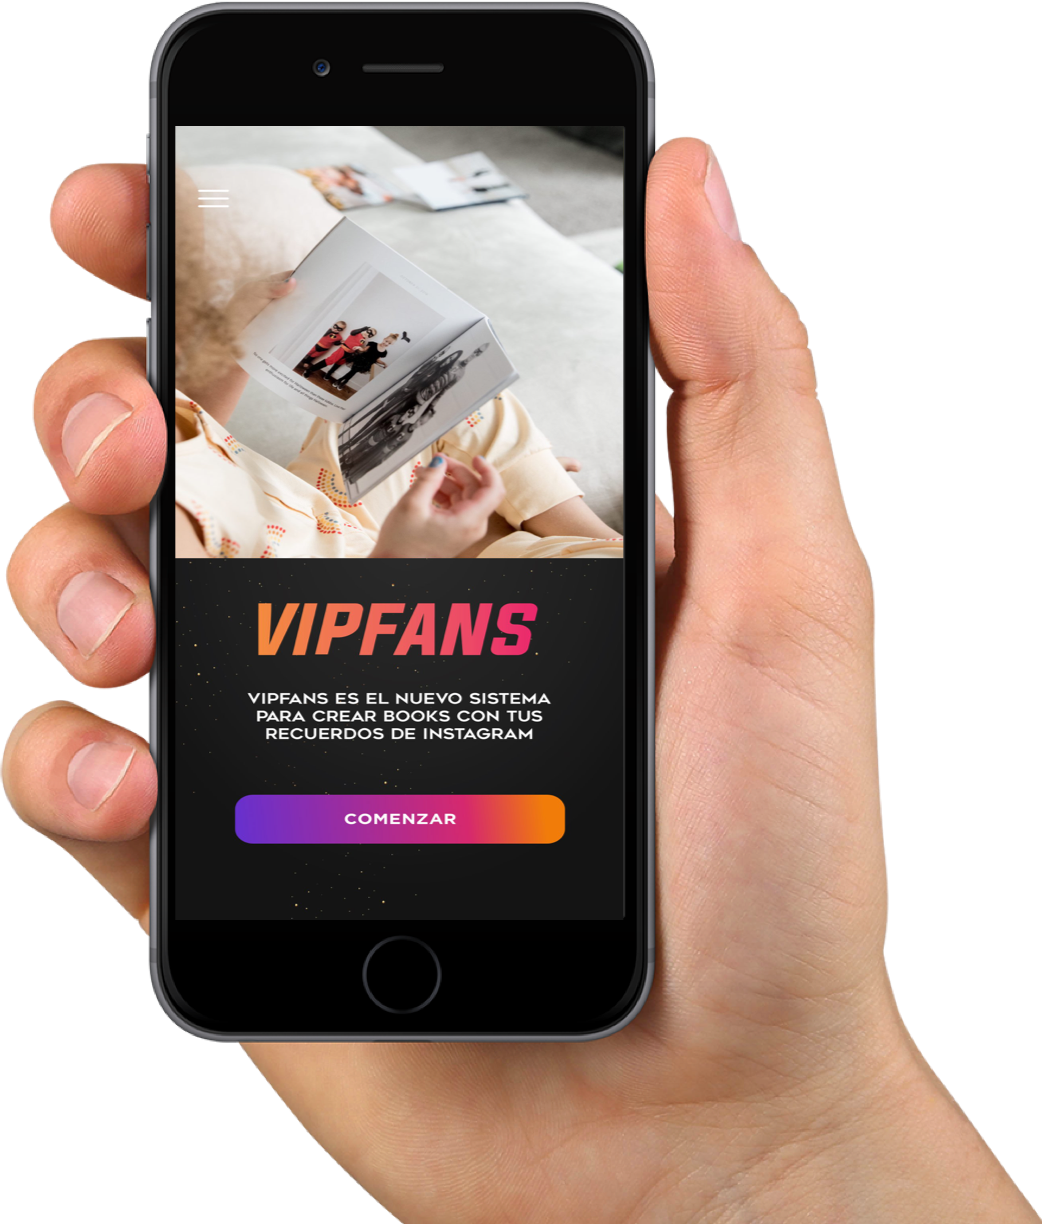 VIPFANS
VIPFANS ES EL NUEVO SISTEMA
PARA CREAR BOOKS CON TUS
RECUERDOS DE INSTAGRAM
COMENZAR